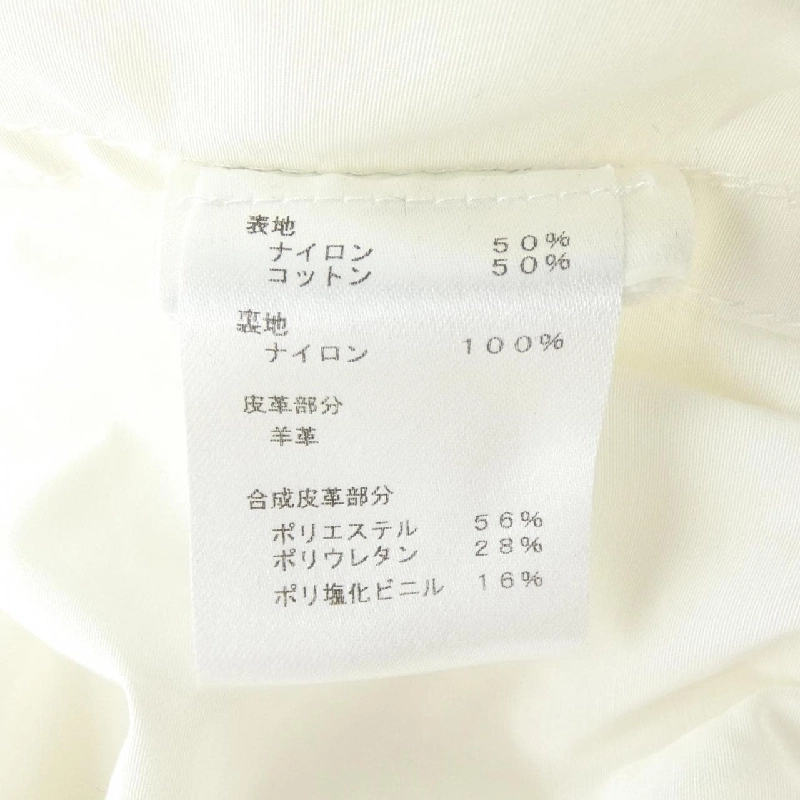 表地
ナイロン ５０％
コットン ５０％
裏地
ナイロン １００％
皮革部分
羊革
合成皮革部分
ポリエステル ５６％
ポリウレタン ２８％
ポリ塩化ビニル １６％